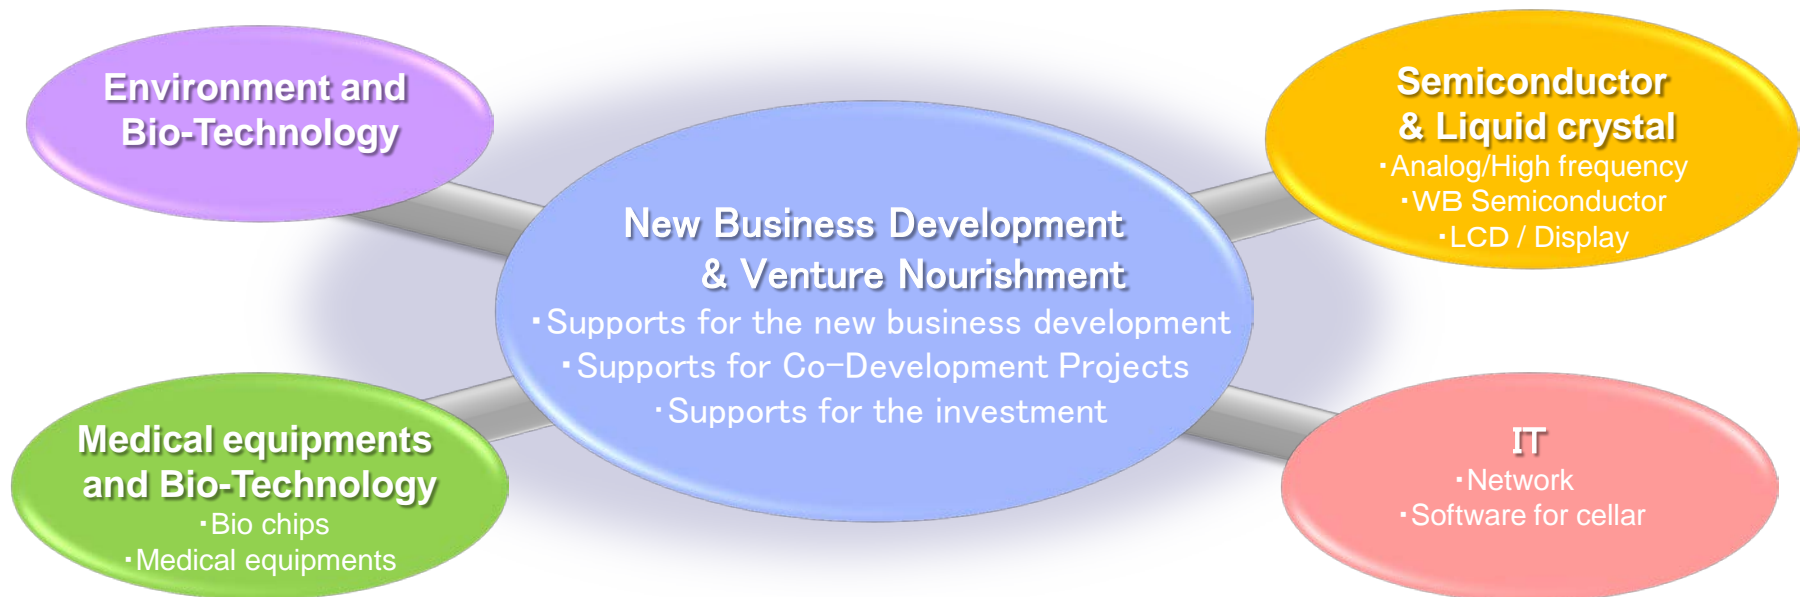 Environment and
Bio-Technology
Semiconductor
& Liquid crystal
・Analog/High frequency
・WB Semiconductor
・LCD / Display
New Business Development
& Venture Nourishment
・Supports for the new business development
・Supports for Co-Development Projects
・Supports for the investment
Medical equipments
and Bio-Technology
・Bio chips
・Medical equipments
IT
・Network
・Software for cellar